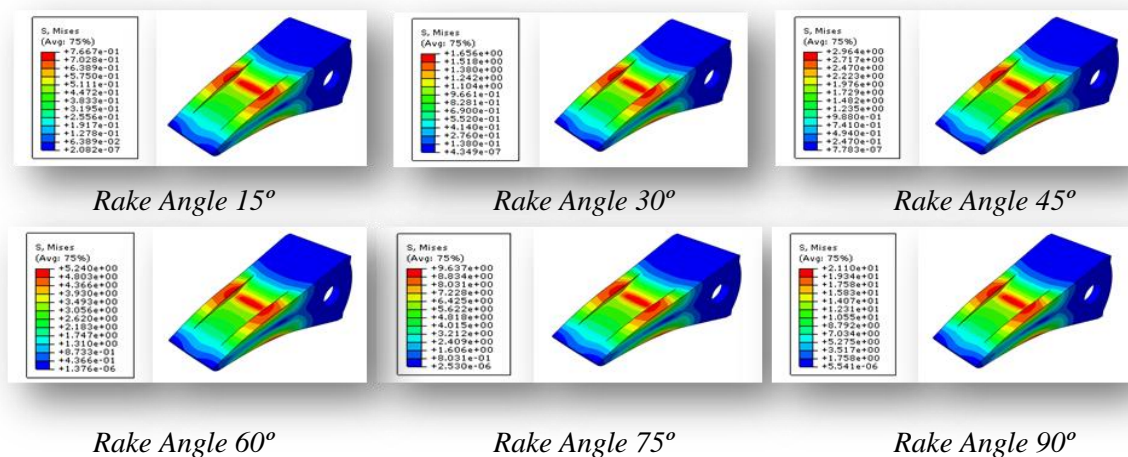 S, Mises
(Avg: 75%)
+7.667e-01
+7.028e-01
+6.389e-01
+5.750e-01
+5.111e-01
+4.472e-01
+3.833e-01
+3.195e-01
+2.556e-01
+1.917e-01
+1.278e-01
+6.389e-02
+2.082e-07
S, Mises
(Avg: 75%)
+1.656e+00
+1.518e+00
+1.380e+00
+1.242e+00
+1.104e+00
+9.661e-01
+8.281e-01
+6.900e-01
+5.520e-01
+4.140e-01
+2.760e-01
+1.380e-01
+4.349e-07
S, Mises
(Avg: 75%)
+2.964e+00
+2.717e+00
+2.470e+00
+2.223e+00
+1.976e+00
+1.729e+00
+1.482e+00
+1.235e+00
+9.880e-01
+7.410e-01
+4.940e-01
+2.470e-01
+7.783e-07
Rake Angle 15º
Rake Angle 30º
Rake Angle 45º
S, Mises
(Avg: 75%)
+5.240e+00
+4.803e+00
+4.366e+00
+3.930e+00
+3.493e+00
+3.056e+00
+2.620e+00
+2.183e+00
+1.747e+00
+1.310e+00
+8.733e-01
+4.366e-01
+1.376e-06
S, Mises
(Avg: 75%)
+9.637e+00
+8.834e+00
+8.031e+00
+7.228e+00
+6.425e+00
+5.622e+00
+4.818e+00
+4.015e+00
+3.212e+00
+2.409e+00
+1.606e+00
+8.031e-01
+2.530e-06
S, Mises
(Avg: 75%)
+2.110e+01
+1.934e+01
+1.758e+01
+1.583e+01
+1.407e+01
+1.231e+01
+1.055e+01
+8.792e+00
+7.034e+00
+5.275e+00
+3.517e+00
+1.758e+00
+5.541e-06
Rake Angle 60º
Rake Angle 75º
Rake Angle 90º